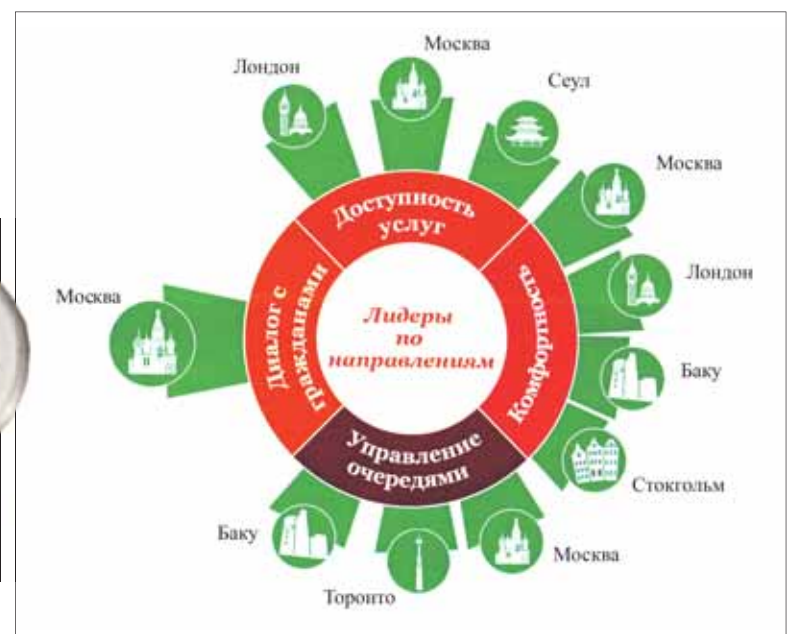 Москва
Лондон
Сеул
Москва
Доступность
услуг
Москва
Лондон
Диалог с
гражданами
Лидеры
по
направлениям
Комфортность
Баку
Управление
очередями
Стокгольм
Баку
Москва
Торонто